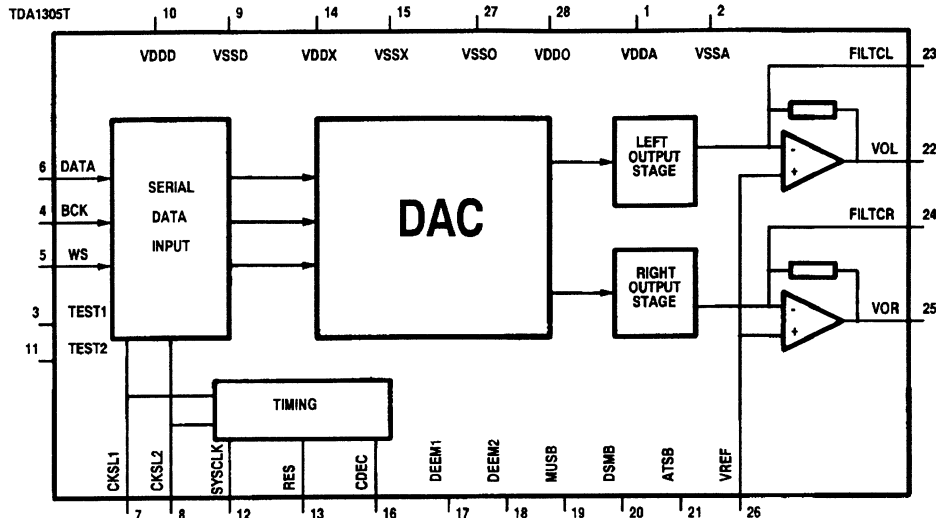 TDA1305T
10 9 14 15 27 28 1 2
VDDD VSSD VDDX VSSX VSSO VDDO VDDA VSSA FILTCL 23
LEFT
OUTPUT
STAGE
-
+
VOL 22
6 DATA
SERIAL
DATA
INPUT
4 BCK
5 WS
DAC
FILTCR 24
RIGHT
OUTPUT
STAGE
-
+
VOR 25
3 TEST1
11 TEST2
TIMING
CKSL1 CKSL2 SYSCLK RES CDEC DEEM1 DEEM2 MUSB DSMB ATSB VREF
7 8 12 13 16 17 18 19 20 21 26